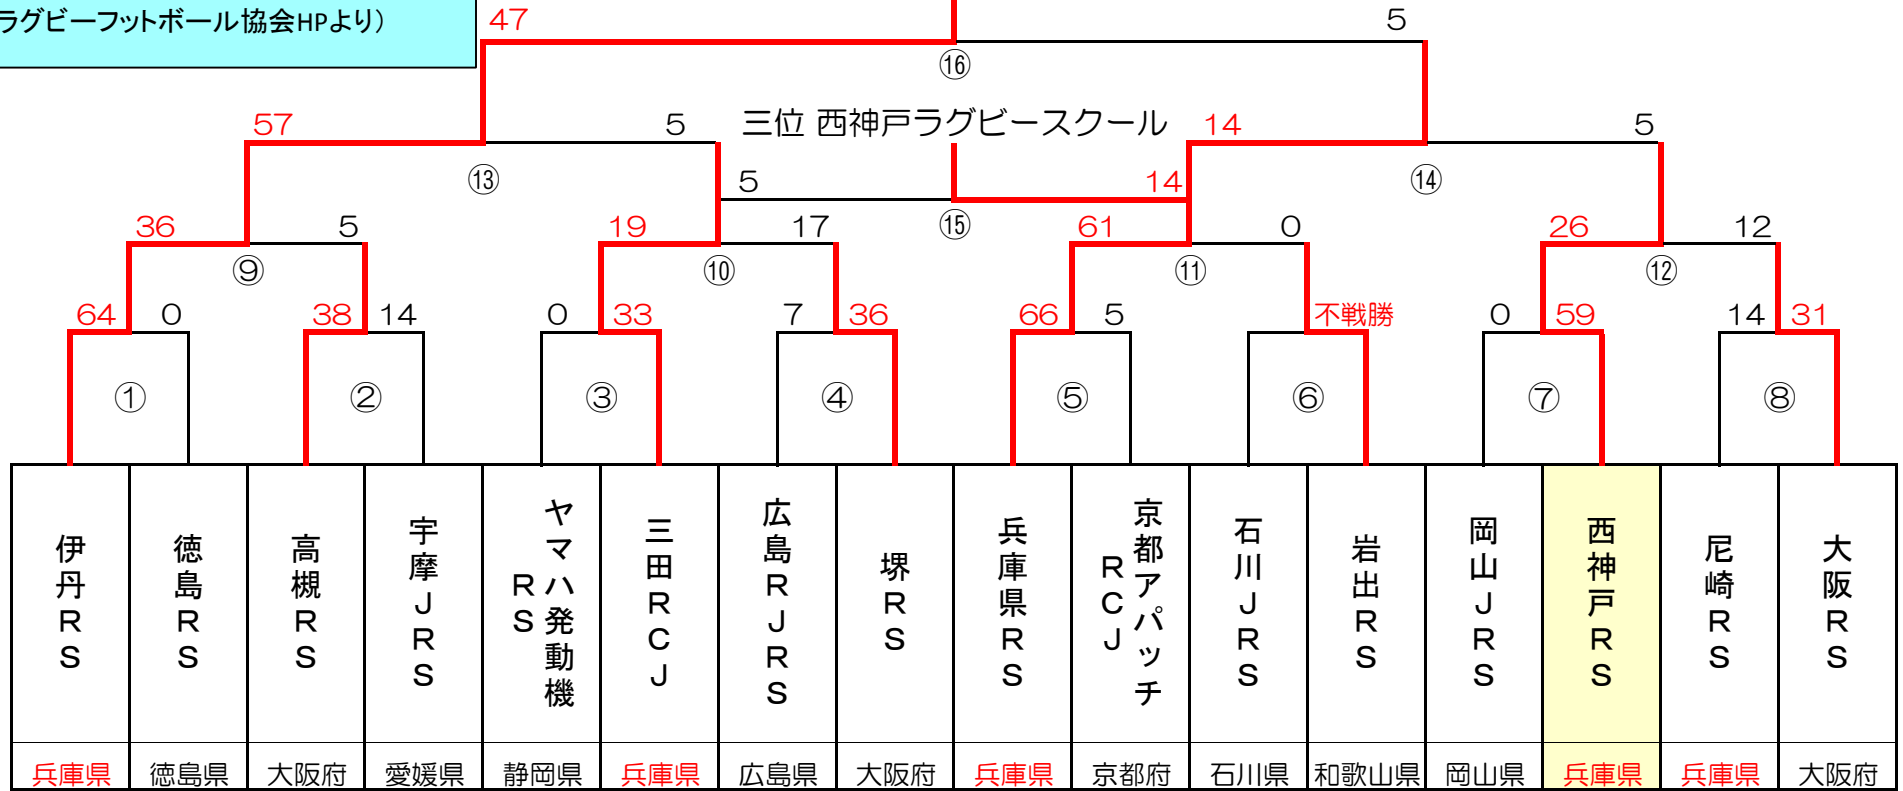 ラグビーフットボール協会HPより）
47
5
⑯
57
5
三位 西神戸ラグビースクール
14
5
⑬
5
14
⑭
⑮
36
5
19
17
61
0
26
12
⑨
⑩
⑪
⑫
64
0
38
14
0
33
7
36
66
5
不戦勝
0
59
14
31
①
②
③
④
⑤
⑥
⑦
⑧
伊丹RS
徳島RS
高槻RS
宇摩JRS
ヤマハ発動機
RS
三田RCJ
広島RJRS
堺RS
兵庫県RS
京都アパッチ
RCJ
石川JRS
岩出RS
岡山JRS
西神戸RS
尼崎RS
大阪RS
兵庫県
徳島県
大阪府
愛媛県
静岡県
兵庫県
広島県
大阪府
兵庫県
京都府
石川県
和歌山県
岡山県
兵庫県
兵庫県
大阪府